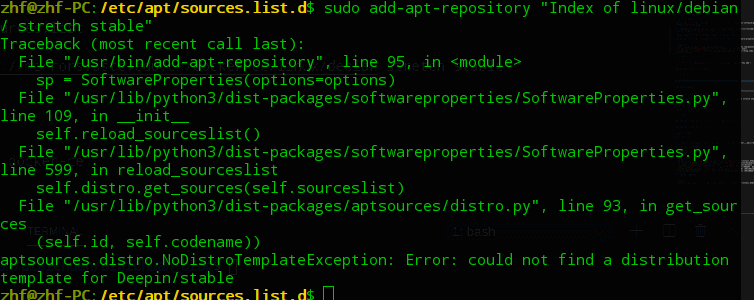 zhf@zhf-PC:/etc/apt/sources.list.d$ sudo add-apt-repository "Index of linux/debian
/ stretch stable"
Traceback (most recent call last):
  File "/usr/bin/add-apt-repository", line 95, in <module>
    sp = SoftwareProperties(options=options)
  File "/usr/lib/python3/dist-packages/softwareproperties/SoftwareProperties.py",
line 109, in __init__
    self.reload_sourceslist()
  File "/usr/lib/python3/dist-packages/softwareproperties/SoftwareProperties.py",
line 599, in reload_sourceslist
    self.distro.get_sources(self.sourceslist)
  File "/usr/lib/python3/dist-packages/aptsources/distro.py", line 93, in get_sour
ces
TERMINAL 1: bash
    (self.id, self.codename))
aptsources.distro.NoDistroTemplateException: Error: could not find a distribution
template for Deepin/stable
zhf@zhf-PC:/etc/apt/sources.list.d$